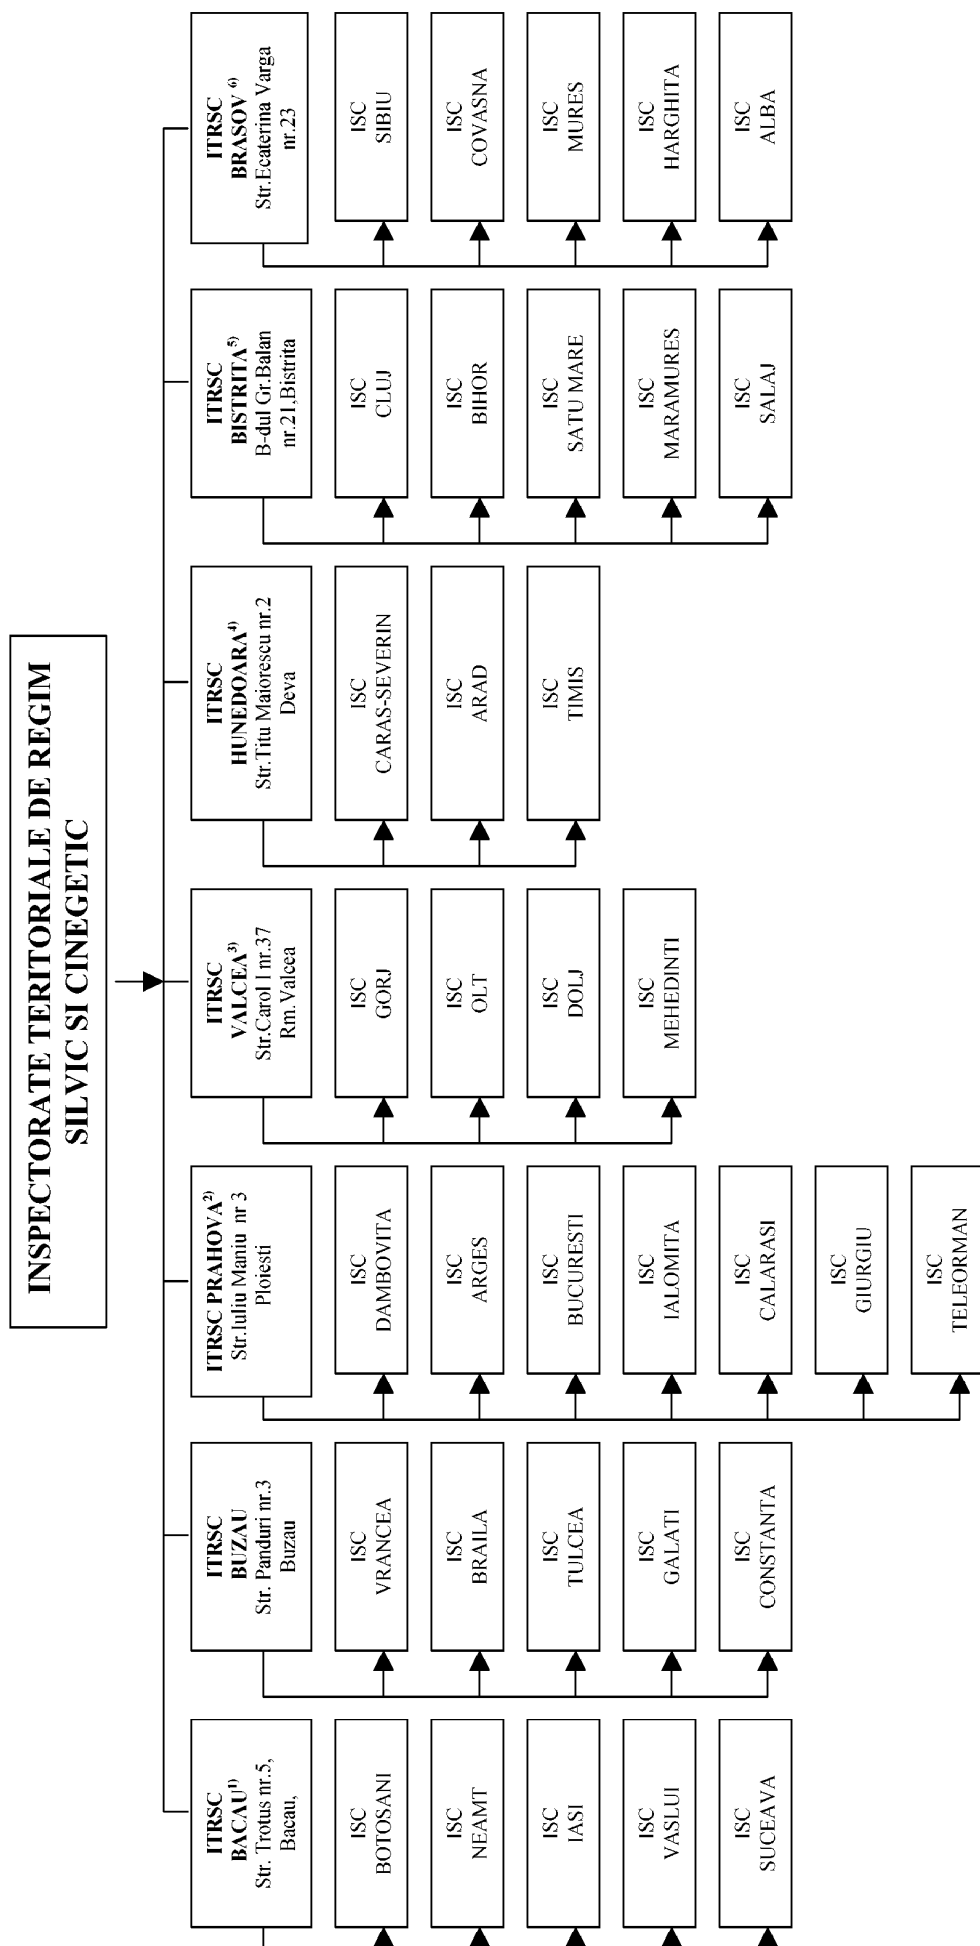 INSPECTORATE TERITORIALE DE REGIM
SILVIC SI CINEGETIC
ITRSC
BACAU¹⁾
Str. Trotus nr.5,
Bacau,
ISC
BOTOSANI
ISC
NEAMT
ISC
IASI
ISC
VASLUI
ISC
SUCEAVA
ITRSC
BUZAU
Str. Panduri nr.3
Buzau
ISC
VRANCEA
ISC
BRAILA
ISC
TULCEA
ISC
GALATI
ISC
CONSTANTA
ITRSC PRAHOVA²⁾
Str.Iuliu Maniu nr 3
Ploiesti
ISC
DAMBOVITA
ISC
ARGES
ISC
BUCURESTI
ISC
IALOMITA
ISC
CALARASI
ISC
GIURGIU
ISC
TELEORMAN
ITRSC
VALCEA³⁾
Str.Carol I nr.37
Rm.Valcea
ISC
GORJ
ISC
OLT
ISC
DOLJ
ISC
MEHEDINTI
ITRSC
HUNEDOARA⁴⁾
Str.Titu Maiorescu nr.2
Deva
ISC
CARAS-SEVERIN
ISC
ARAD
ISC
TIMIS
ITRSC
BISTRITA⁵⁾
B-dul Gr.Balan
nr.21,Bistrita
ISC
CLUJ
ISC
BIHOR
ISC
SATU MARE
ISC
MARAMURES
ISC
SALAJ
ITRSC
BRASOV ⁶⁾
Str.Ecaterina Varga
nr.23
ISC
SIBIU
ISC
COVASNA
ISC
MURES
ISC
HARGHITA
ISC
ALBA